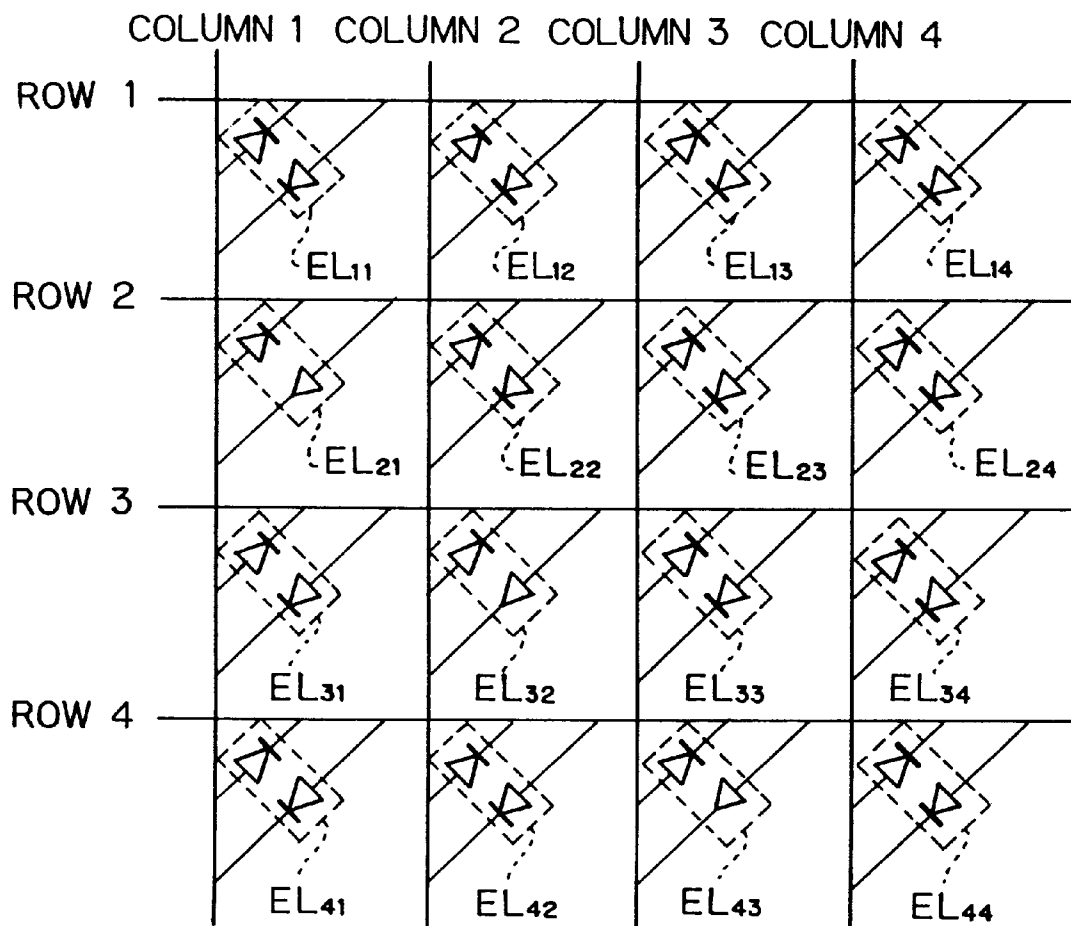 COLUMN 1 COLUMN 2 COLUMN 3 COLUMN 4
ROW 1
EL11 EL12 EL13 EL14
ROW 2
EL21 EL22 EL23 EL24
ROW 3
EL31 EL32 EL33 EL34
ROW 4
EL41 EL42 EL43 EL44